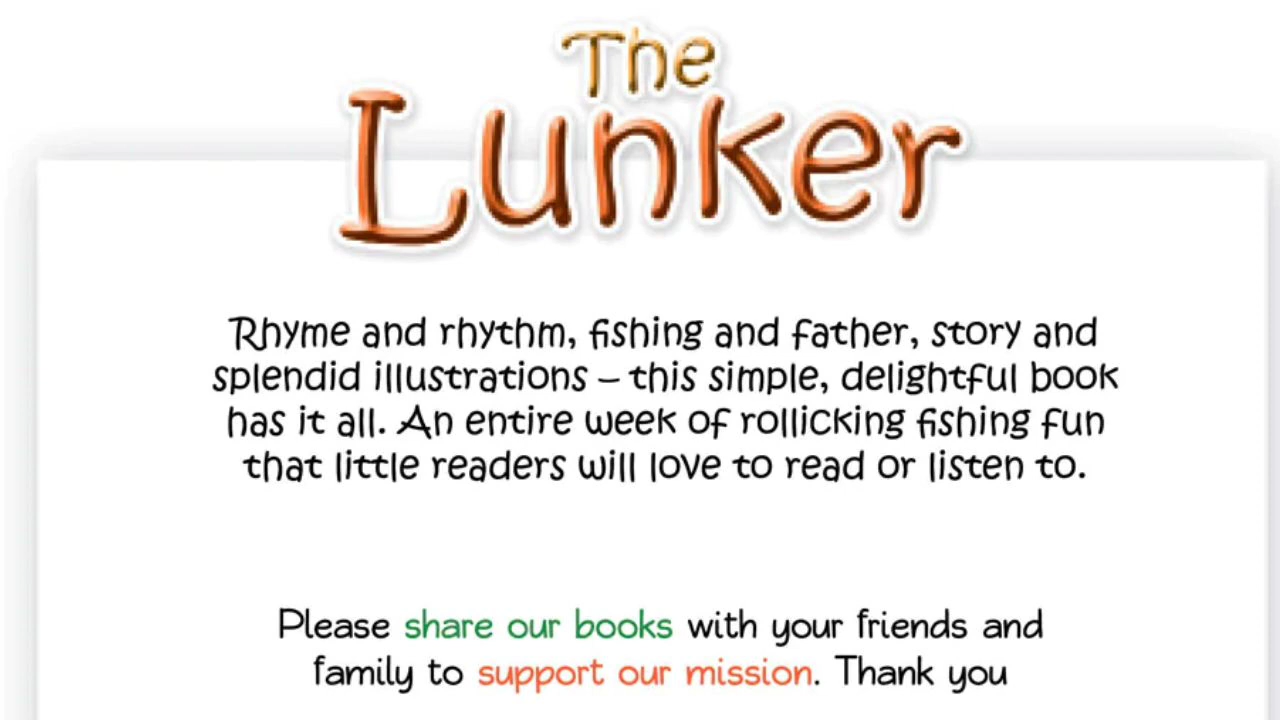 The
Lunker
Rhyme and rhythm, fishing and father, story and
splendid illustrations – this simple, delightful book
has it all. An entire week of rollicking fishing fun
that little readers will love to read or listen to.
Please share our books with your friends and
family to support our mission. Thank you